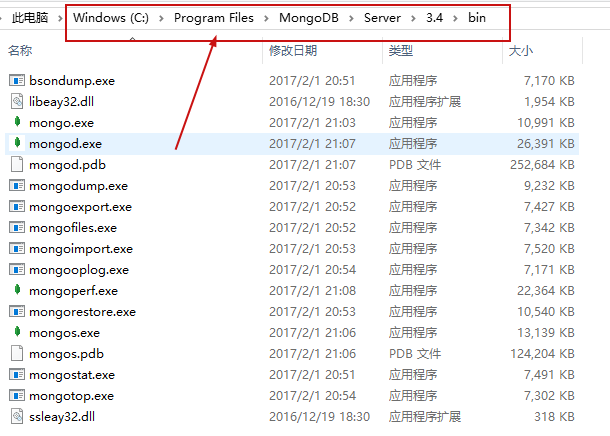 此电脑 > Windows (C:) > Program Files > MongoDB > Server > 3.4 > bin
名称 修改日期 类型 大小
bsondump.exe 2017/2/1 20:51 应用程序 7,170 KB
libeay32.dll 2016/12/19 18:30 应用程序扩展 1,954 KB
mongo.exe 2017/2/1 21:03 应用程序 10,991 KB
mongod.exe 2017/2/1 21:07 应用程序 26,391 KB
mongod.pdb 2017/2/1 21:07 PDB 文件 252,684 KB
mongodump.exe 2017/2/1 20:53 应用程序 9,232 KB
mongoexport.exe 2017/2/1 20:52 应用程序 7,427 KB
mongofiles.exe 2017/2/1 20:52 应用程序 7,342 KB
mongoimport.exe 2017/2/1 20:53 应用程序 7,520 KB
mongooplog.exe 2017/2/1 20:54 应用程序 7,171 KB
mongoperf.exe 2017/2/1 21:08 应用程序 22,364 KB
mongorestore.exe 2017/2/1 20:53 应用程序 10,540 KB
mongos.exe 2017/2/1 21:06 应用程序 13,139 KB
mongos.pdb 2017/2/1 21:06 PDB 文件 124,204 KB
mongostat.exe 2017/2/1 20:51 应用程序 7,491 KB
mongotop.exe 2017/2/1 20:54 应用程序 7,302 KB
ssleay32.dll 2016/12/19 18:30 应用程序扩展 318 KB